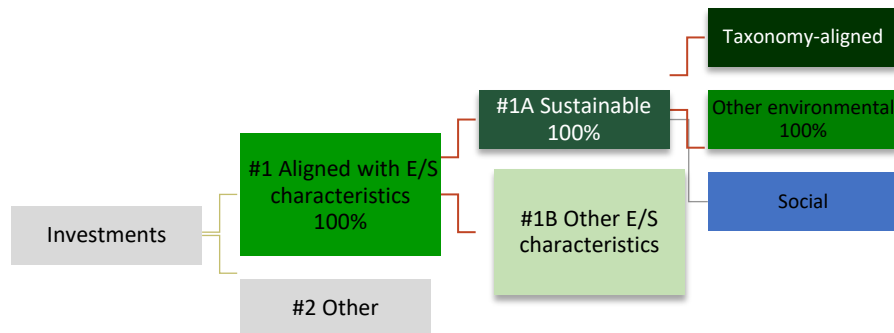 Investments
#1 Aligned with E/S
characteristics
100%
#2 Other
#1A Sustainable
100%
#1B Other E/S
characteristics
Taxonomy-aligned
Other environmental
100%
Social